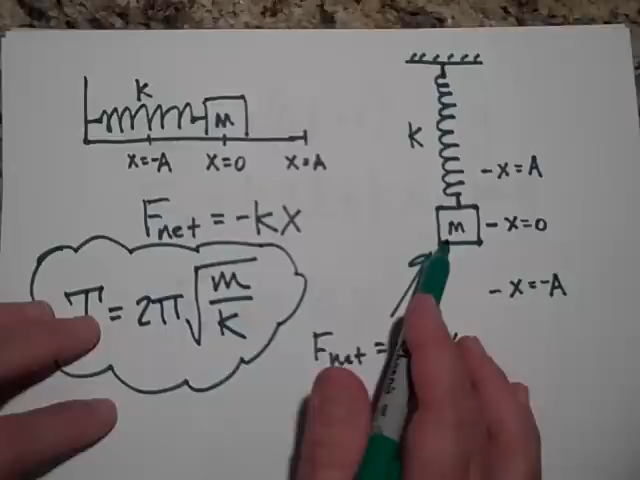 K
m
x=-A x=0 x=A
Fnet = -kx
T = 2π√m/k
K
-x=A
m -x=0
-x=-A
Fnet =